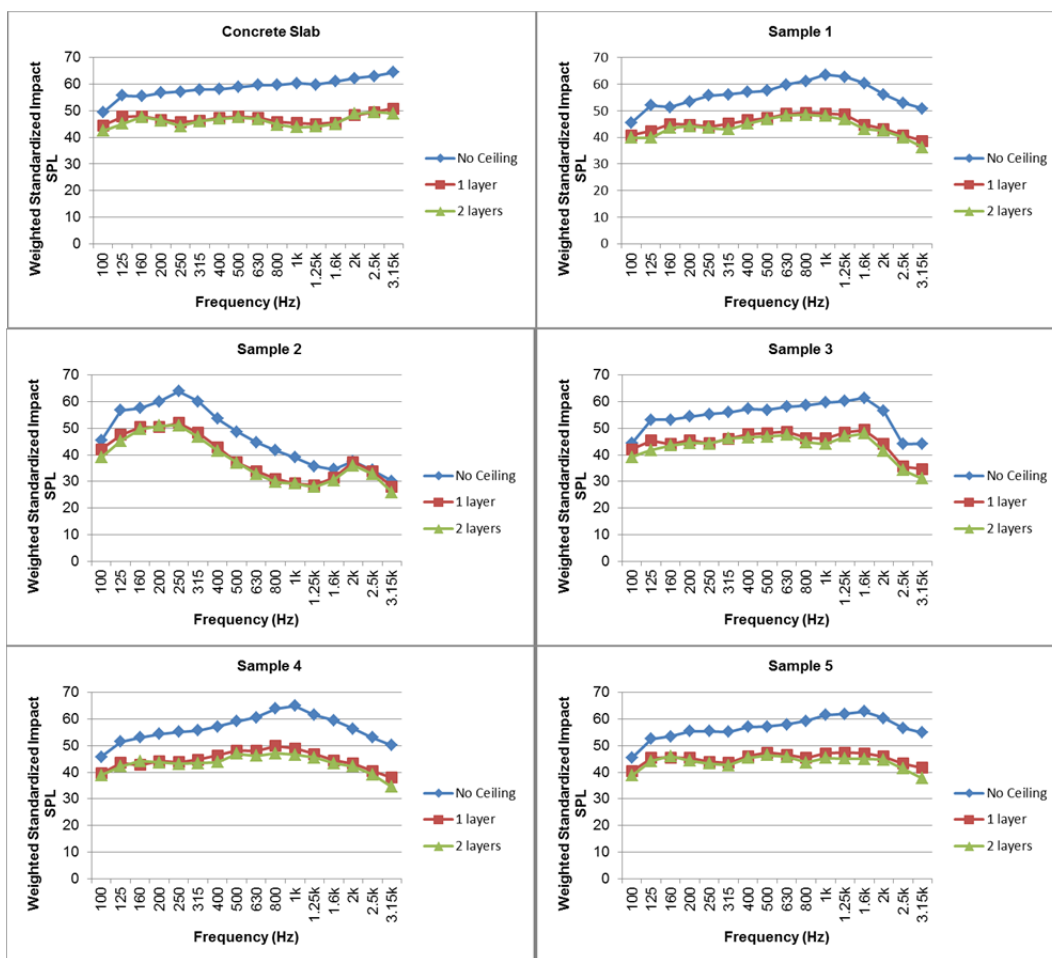 Concrete Slab
Weighted Standardized Impact
SPL
70
60
50
40
30
20
10
0
100
125
160
200
250
315
400
500
630
800
1k
1.25k
1.6k
2k
2.5k
3.15k
Frequency (Hz)
No Ceiling
1 layer
2 layers
Sample 1
Weighted Standardized Impact
SPL
70
60
50
40
30
20
10
0
100
125
160
200
250
315
400
500
630
800
1k
1.25k
1.6k
2k
2.5k
3.15k
Frequency (Hz)
No Ceiling
1 layer
2 layers
Sample 2
Weighted Standardized Impact
SPL
70
60
50
40
30
20
10
0
100
125
160
200
250
315
400
500
630
800
1k
1.25k
1.6k
2k
2.5k
3.15k
Frequency (Hz)
No Ceiling
1 layer
2 layers
Sample 3
Weighted Standardized Impact
SPL
70
60
50
40
30
20
10
0
100
125
160
200
250
315
400
500
630
800
1k
1.25k
1.6k
2k
2.5k
3.15k
Frequency (Hz)
No Ceiling
1 layer
2 layers
Sample 4
Weighted Standardized Impact
SPL
70
60
50
40
30
20
10
0
100
125
160
200
250
315
400
500
630
800
1k
1.25k
1.6k
2k
2.5k
3.15k
Frequency (Hz)
No Ceiling
1 layer
2 layers
Sample 5
Weighted Standardized Impact
SPL
70
60
50
40
30
20
10
0
100
125
160
200
250
315
400
500
630
800
1k
1.25k
1.6k
2k
2.5k
3.15k
Frequency (Hz)
No Ceiling
1 layer
2 layers